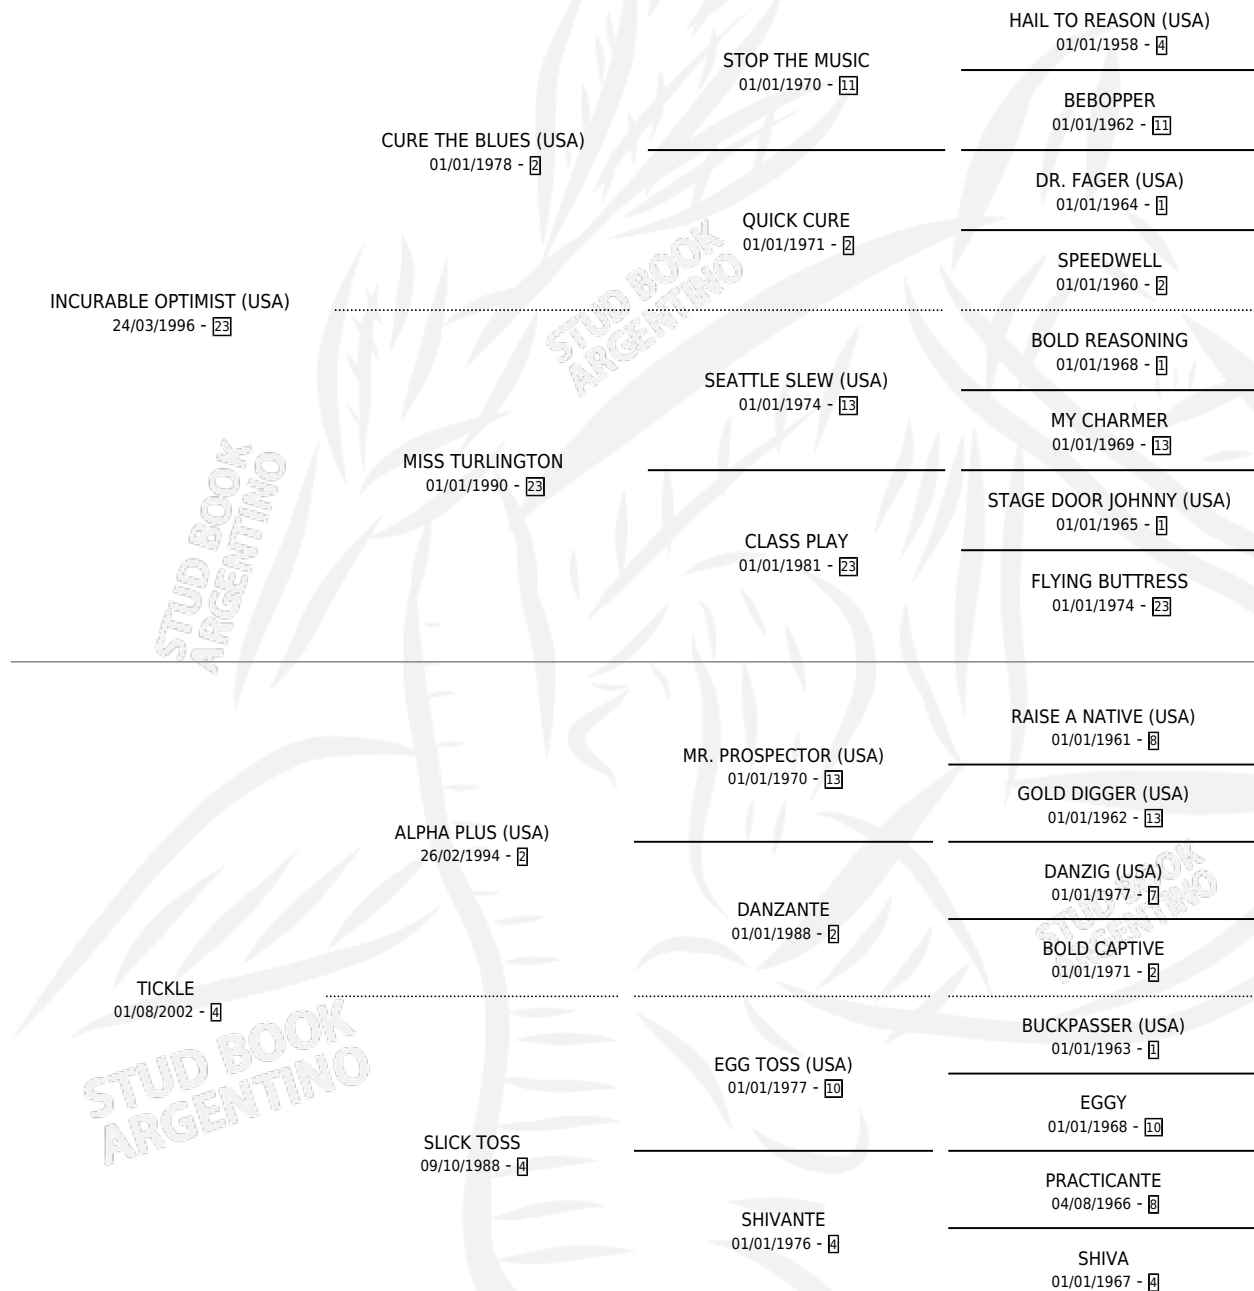 HAIL TO REASON (USA)
01/01/1958 - 4
STOP THE MUSIC
01/01/1970 - 11
BEBOPPER
01/01/1962 - 11
CURE THE BLUES (USA)
01/01/1978 - 2
DR. FAGER (USA)
01/01/1964 - 1
QUICK CURE
01/01/1971 - 2
SPEEDWELL
01/01/1960 - 2
INCURABLE OPTIMIST (USA)
24/03/1996 - 23
STUD BOOK
ARGENTINO
BOLD REASONING
01/01/1968 - 1
SEATTLE SLEW (USA)
01/01/1974 - 13
MY CHARMER
01/01/1969 - 13
MISS TURLINGTON
01/01/1990 - 23
STAGE DOOR JOHNNY (USA)
01/01/1965 - 1
CLASS PLAY
01/01/1981 - 23
FLYING BUTTRESS
01/01/1974 - 23
STUD BOOK
ARGENTINO
RAISE A NATIVE (USA)
01/01/1961 - 8
MR. PROSPECTOR (USA)
01/01/1970 - 13
GOLD DIGGER (USA)
01/01/1962 - 13
ALPHA PLUS (USA)
26/02/1994 - 2
DANZIG (USA)
01/01/1977 - 7
DANZANTE
01/01/1988 - 2
BOLD CAPTIVE
01/01/1971 - 2
STUD BOOK
ARGENTINO
TICKLE
01/08/2002 - 4
STUD BOOK
ARGENTINO
BUCKPASSER (USA)
01/01/1963 - 1
EGG TOSS (USA)
01/01/1977 - 10
EGGY
01/01/1968 - 10
SLICK TOSS
09/10/1988 - 4
PRACTICANTE
04/08/1966 - 8
SHIVANTE
01/01/1976 - 4
SHIVA
01/01/1967 - 4